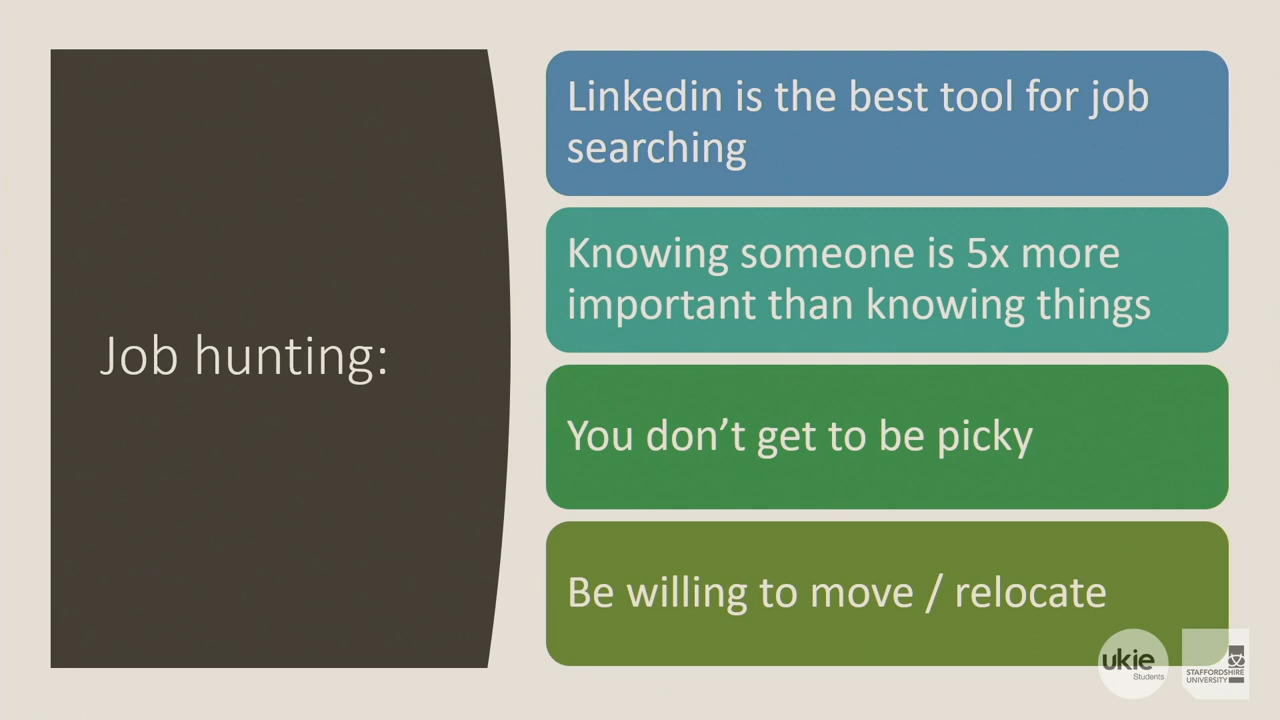 Job hunting:
Linkedin is the best tool for job
searching
Knowing someone is 5x more
important than knowing things
You don’t get to be picky
Be willing to move / relocate
ukie
Students
STAFFORDSHIRE
UNIVERSITY